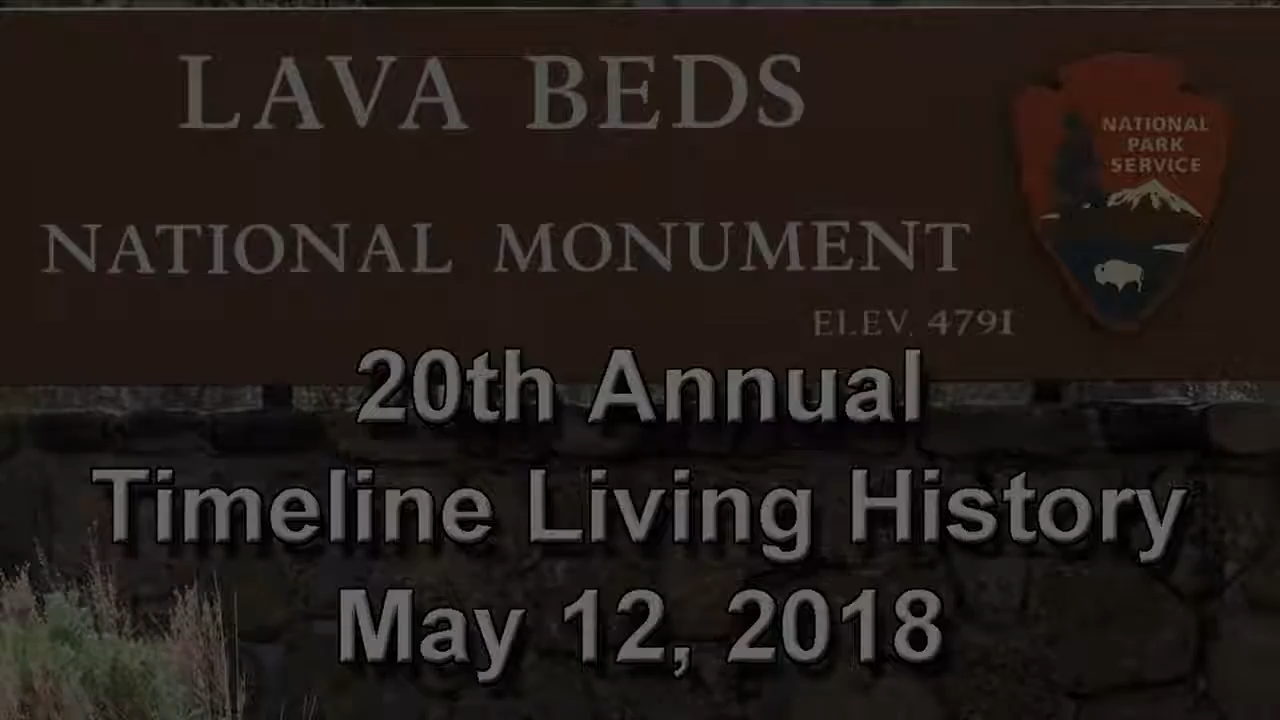 LAVA BEDS
NATIONAL
PARK
SERVICE
NATIONAL MONUMENT
ELEV. 4791
20th Annual
Timeline Living History
May 12, 2018